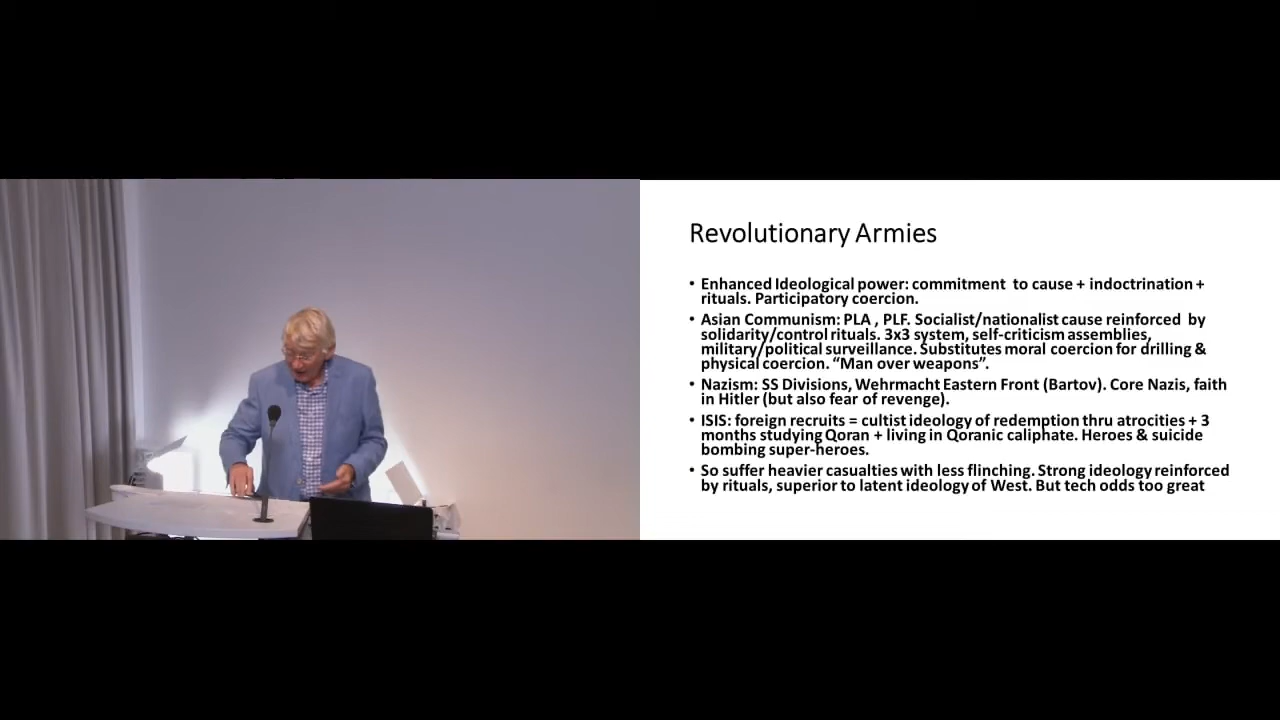 Revolutionary Armies
• Enhanced Ideological power: commitment to cause + indoctrination +
rituals. Participatory coercion.
• Asian Communism: PLA , PLF. Socialist/nationalist cause reinforced by
solidarity/control rituals. 3x3 system, self-criticism assemblies,
military/political surveillance. Substitutes moral coercion for drilling &
physical coercion. “Man over weapons”.
• Nazism: SS Divisions, Wehrmacht Eastern Front (Bartov). Core Nazis, faith
in Hitler (but also fear of revenge).
• ISIS: foreign recruits = cultist ideology of redemption thru atrocities + 3
months studying Qoran + living in Qoranic caliphate. Heroes & suicide
bombing super-heroes.
• So suffer heavier casualties with less flinching. Strong ideology reinforced
by rituals, superior to latent ideology of West. But tech odds too great